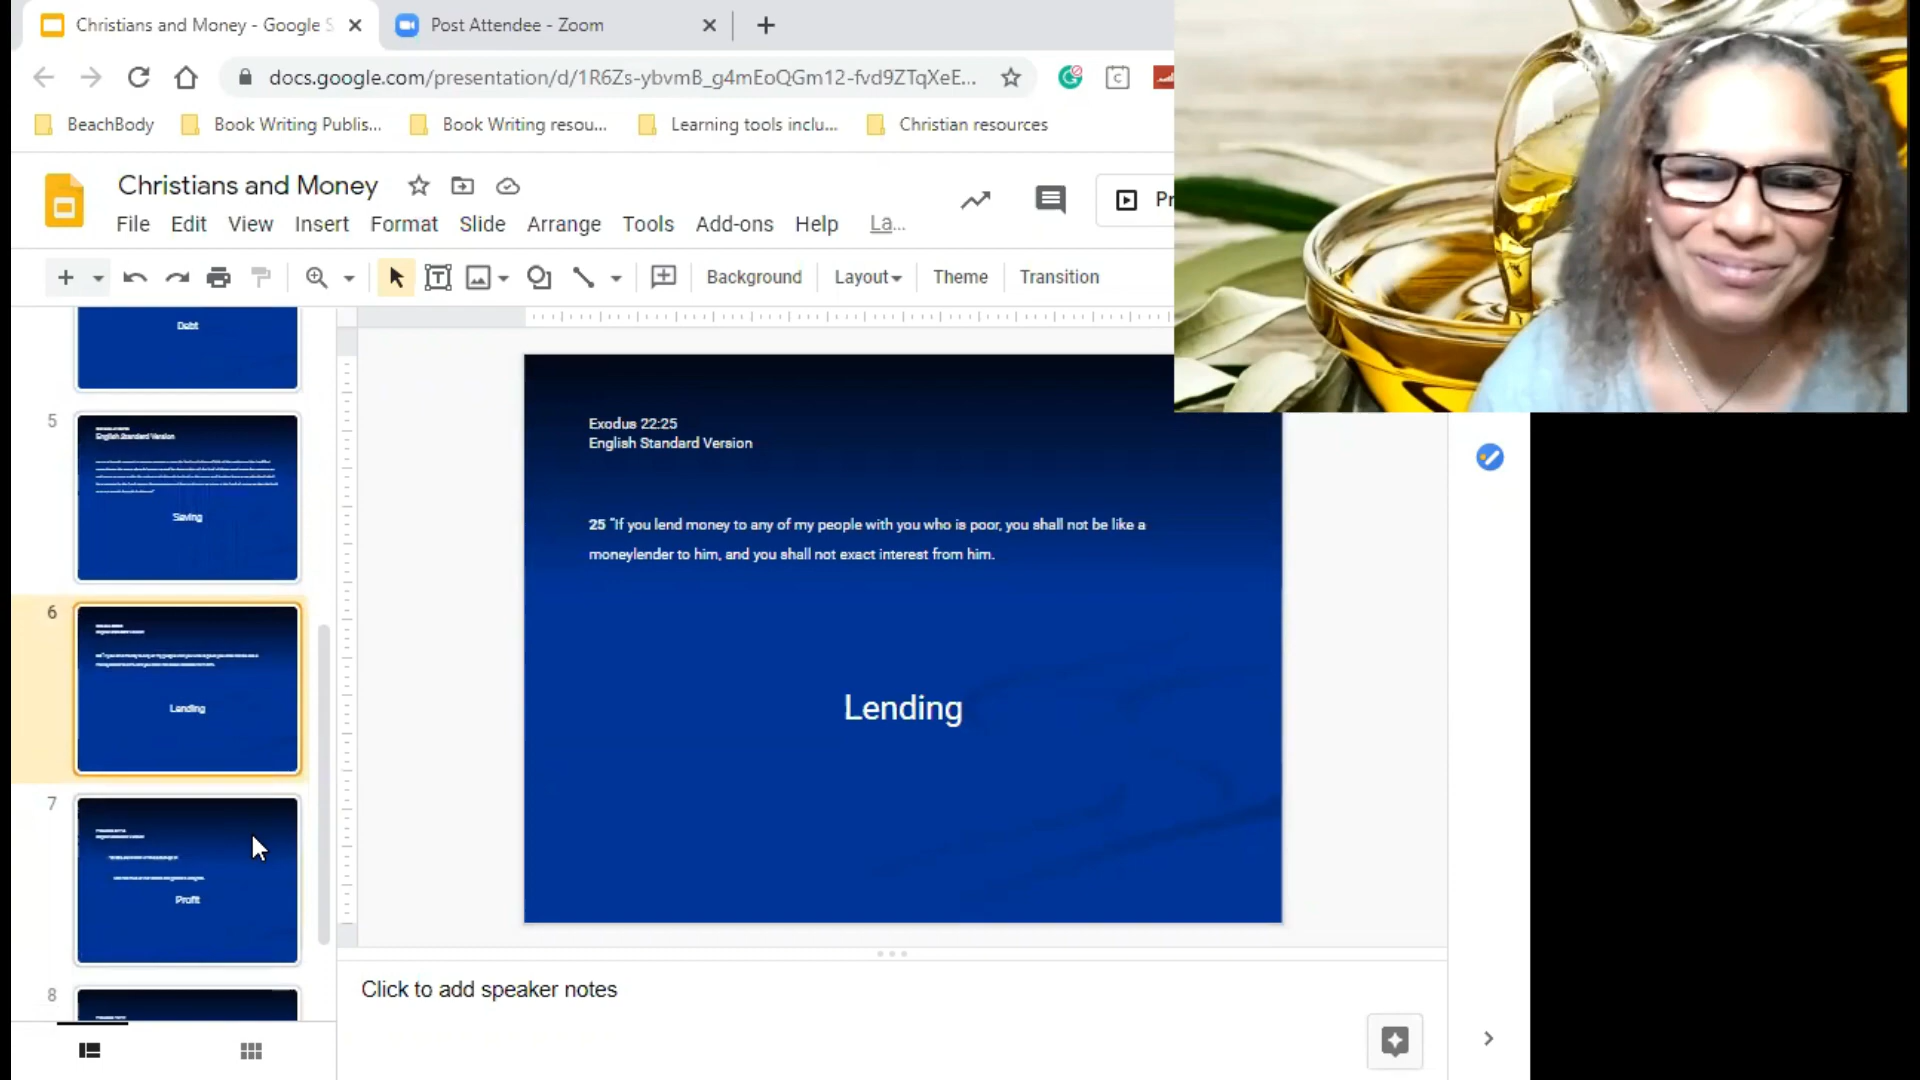 Christians and Money - Google S
Post Attendee - Zoom
docs.google.com/presentation/d/1R6Zs-ybvmB_g4mEoQGm12-fvd9ZTqXeE...
BeachBody
Book Writing Publis...
Book Writing resou...
Learning tools inclu...
Christian resources
Christians and Money
Pr
File Edit View Insert Format Slide Arrange Tools Add-ons Help La...
Background Layout Theme Transition
Debt
5
English Standard Version
Saving
6
Lending
7
Profit
8
Exodus 22:25
English Standard Version
25 “If you lend money to any of my people with you who is poor, you shall not be like a
moneylender to him, and you shall not exact interest from him.
Lending
Click to add speaker notes